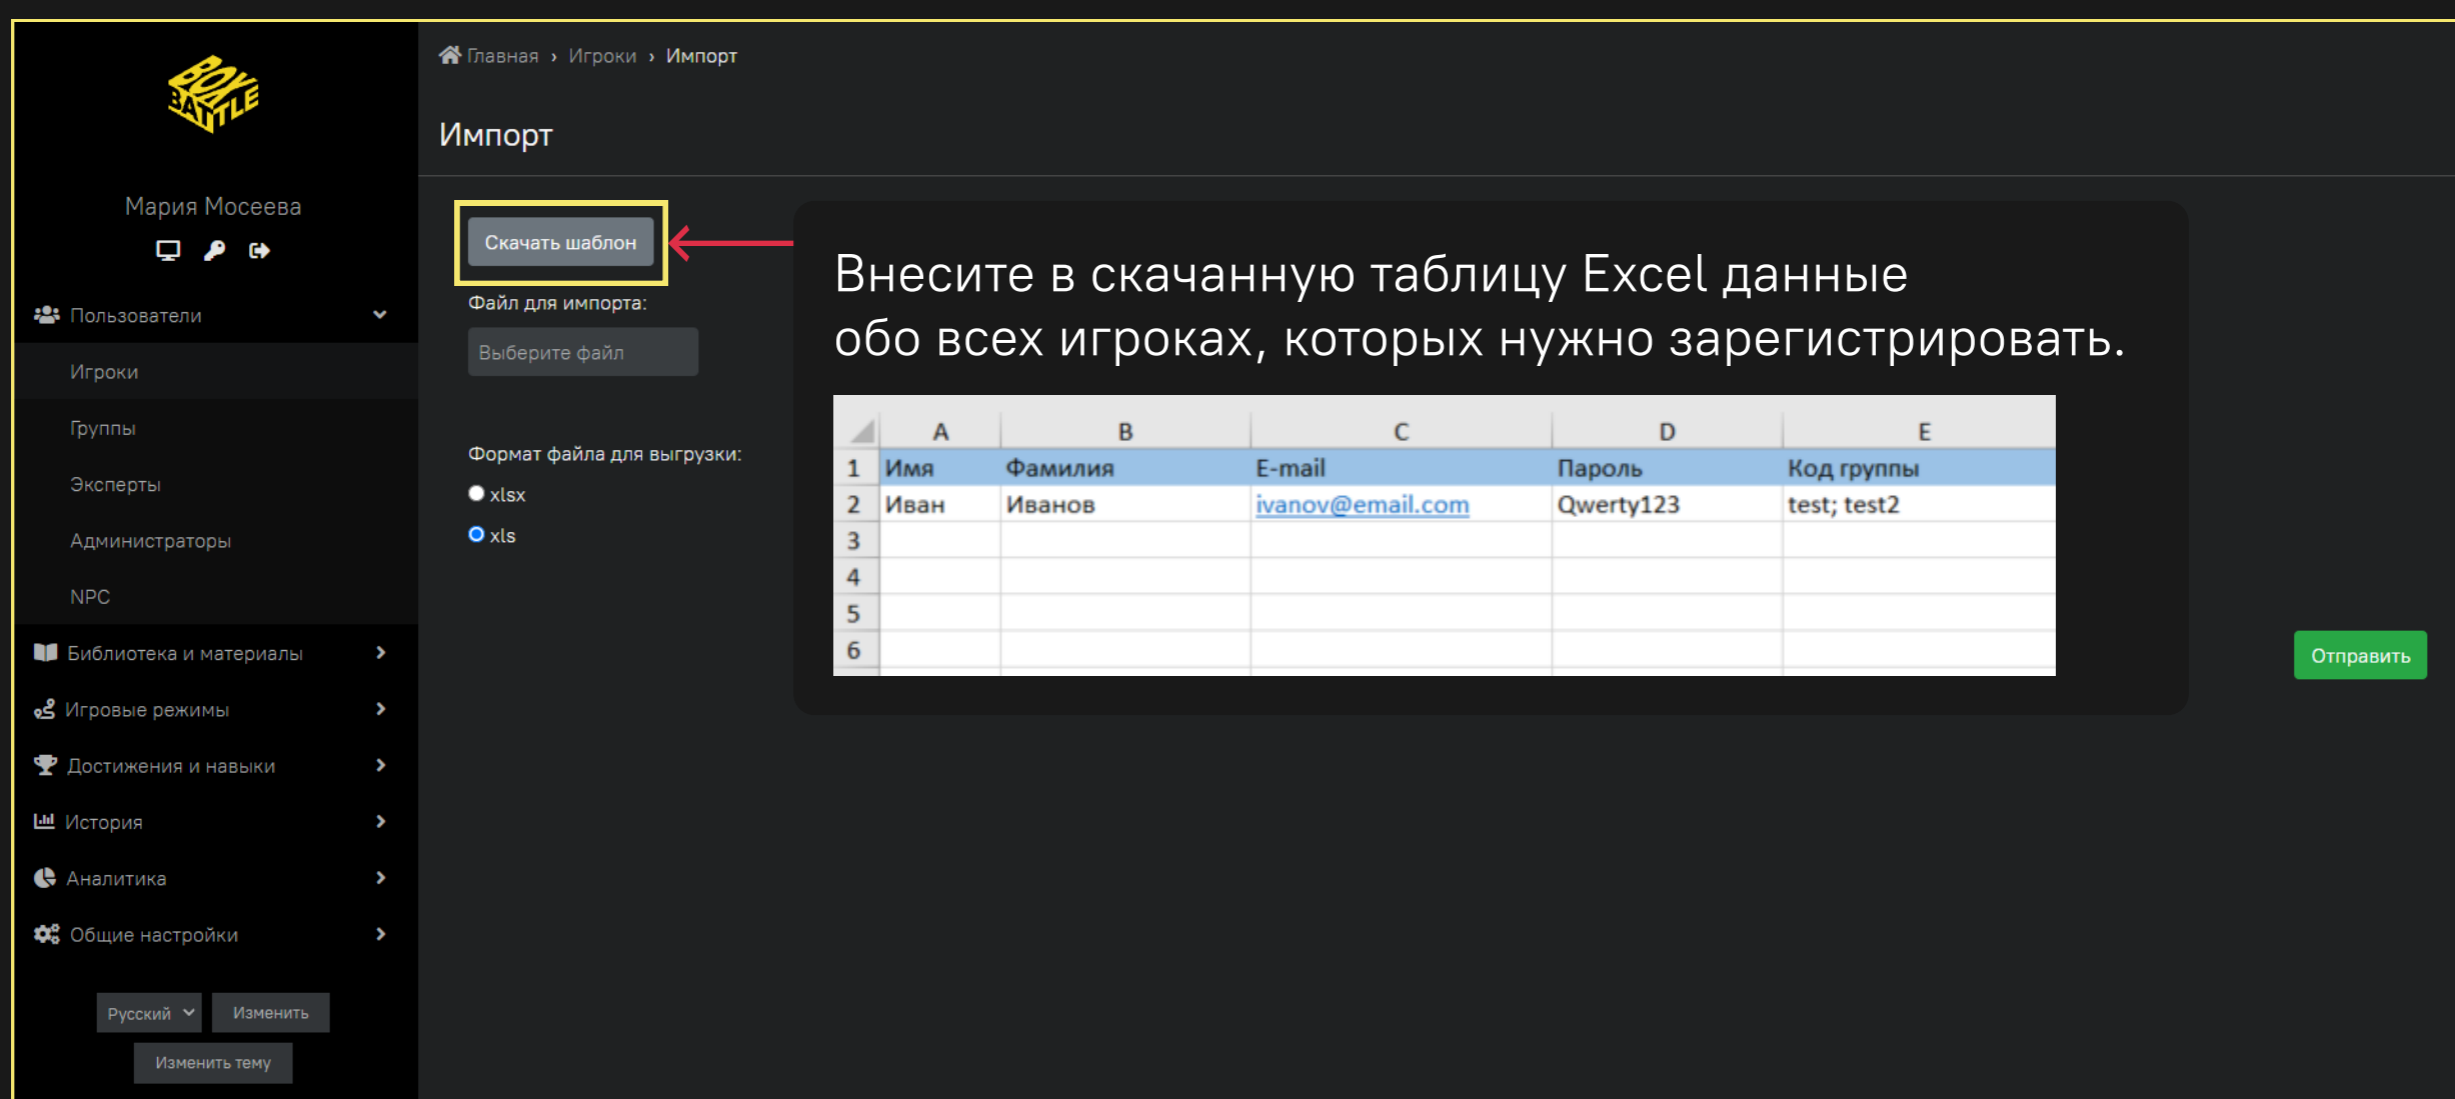 BOX
BATTLE
Мария Мосеева
Пользователи
Игроки
Группы
Эксперты
Администраторы
NPC
Библиотека и материалы
Игровые режимы
Достижения и навыки
История
Аналитика
Общие настройки
Русский
Изменить
Изменить тему
Главная › Игроки › Импорт
Импорт
Скачать шаблон
Файл для импорта:
Выберите файл
Формат файла для выгрузки:
xlsx
xls
Внесите в скачанную таблицу Excel данные
обо всех игроках, которых нужно зарегистрировать.
A B C D E
1 Имя Фамилия E-mail Пароль Код группы
2 Иван Иванов ivanov@email.com Qwerty123 test; test2
3
4
5
6
Отправить